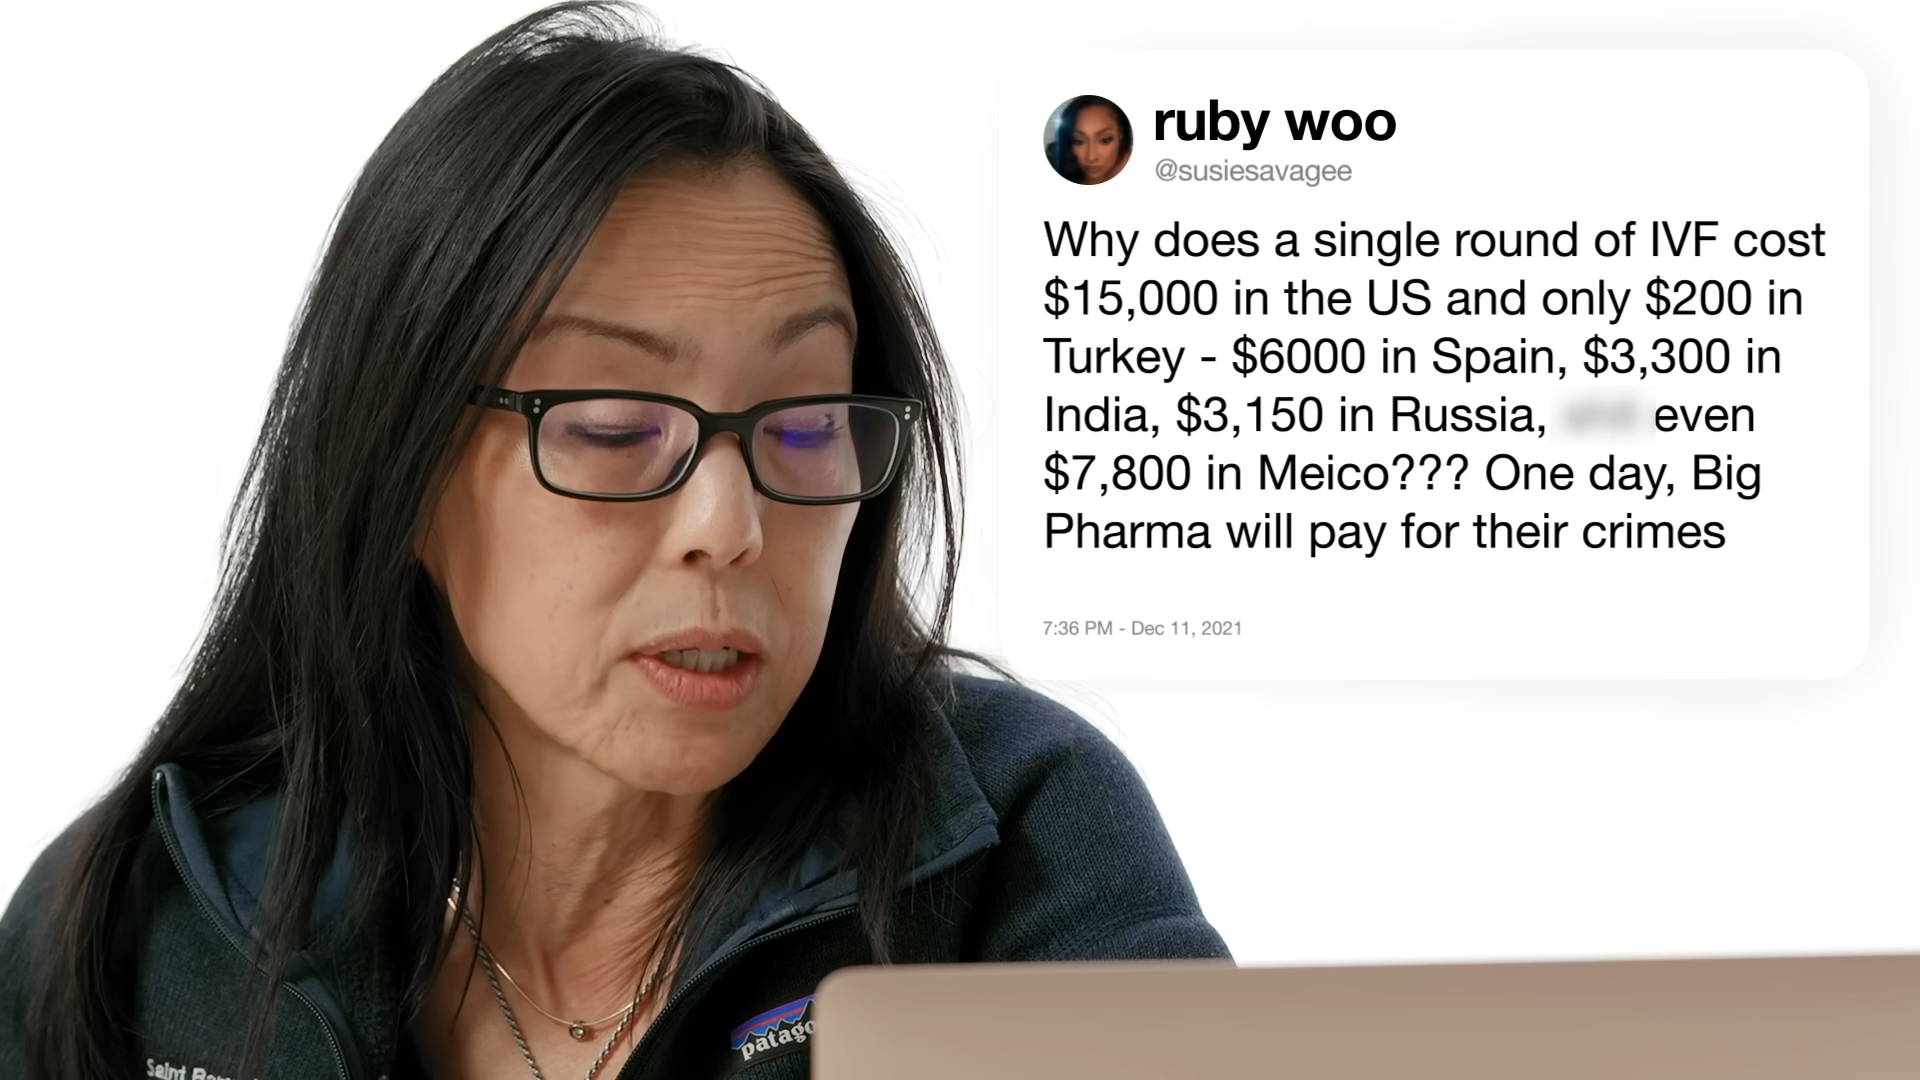 ruby woo
@susiesavagee
Why does a single round of IVF cost
$15,000 in the US and only $200 in
Turkey - $6000 in Spain, $3,300 in
India, $3,150 in Russia, even
$7,800 in Meico??? One day, Big
Pharma will pay for their crimes
7:36 PM - Dec 11, 2021
patago
Saint